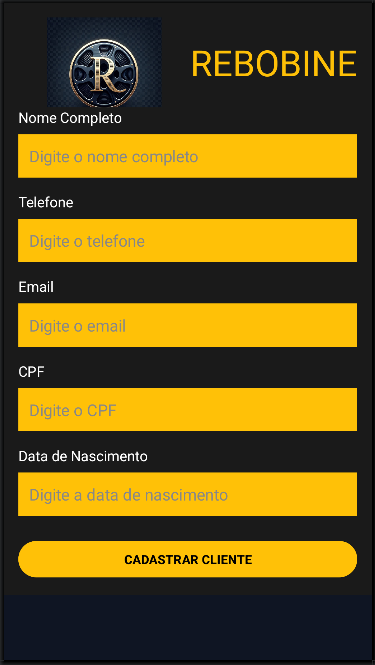 R
REBOBINE
Nome Completo
Digite o nome completo
Telefone
Digite o telefone
Email
Digite o email
CPF
Digite o CPF
Data de Nascimento
Digite a data de nascimento
CADASTRAR CLIENTE